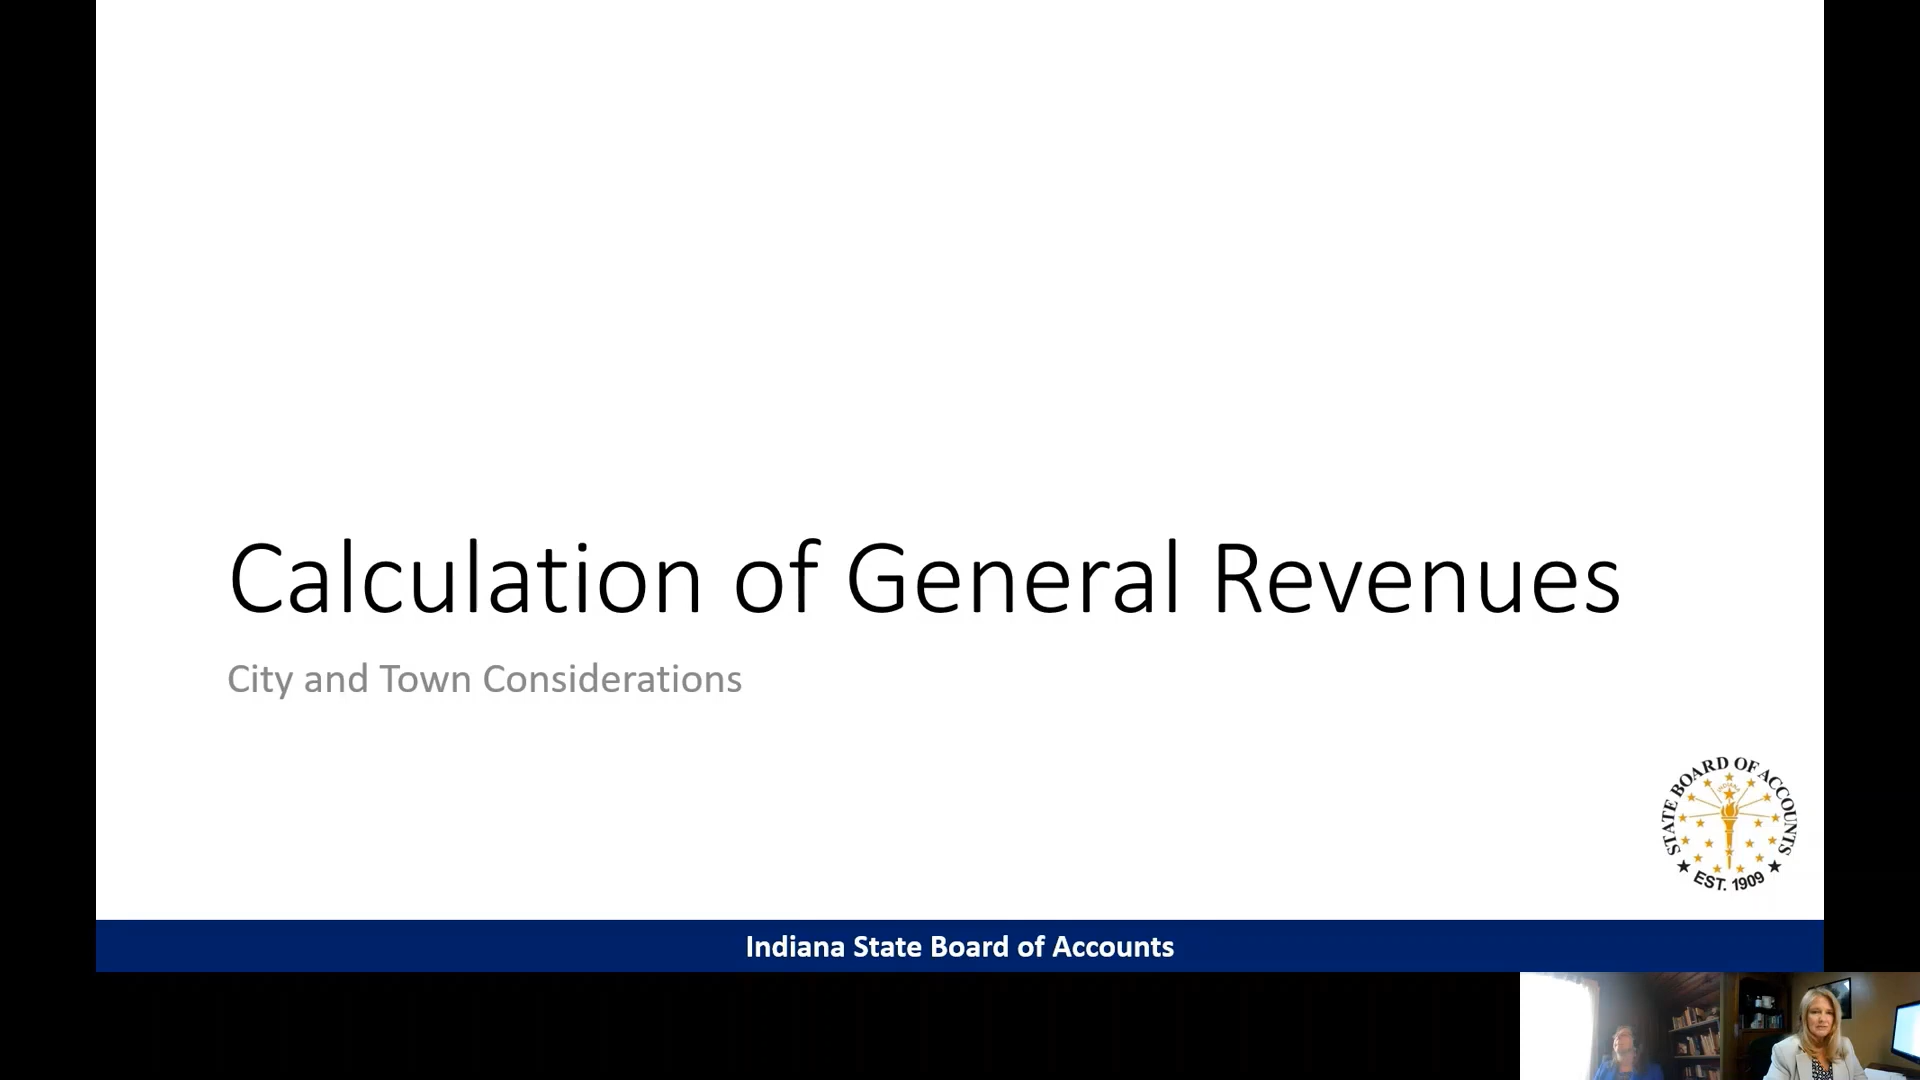 Calculation of General Revenues
City and Town Considerations
STATE BOARD OF ACCOUNTS
INDIANA
EST. 1909
Indiana State Board of Accounts